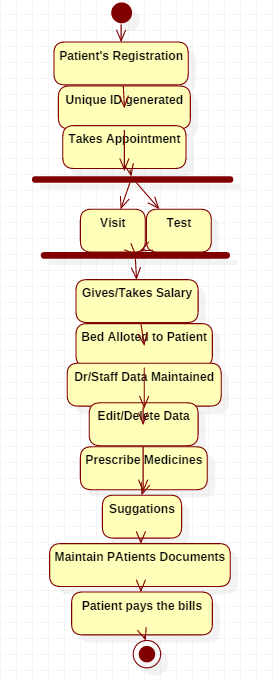 Patient's Registration
Unique ID generated
Takes Appointment
Visit
Test
Gives/Takes Salary
Bed Alloted to Patient
Dr/Staff Data Maintained
Edit/Delete Data
Prescribe Medicines
Suggations
Maintain PAtients Documents
Patient pays the bills